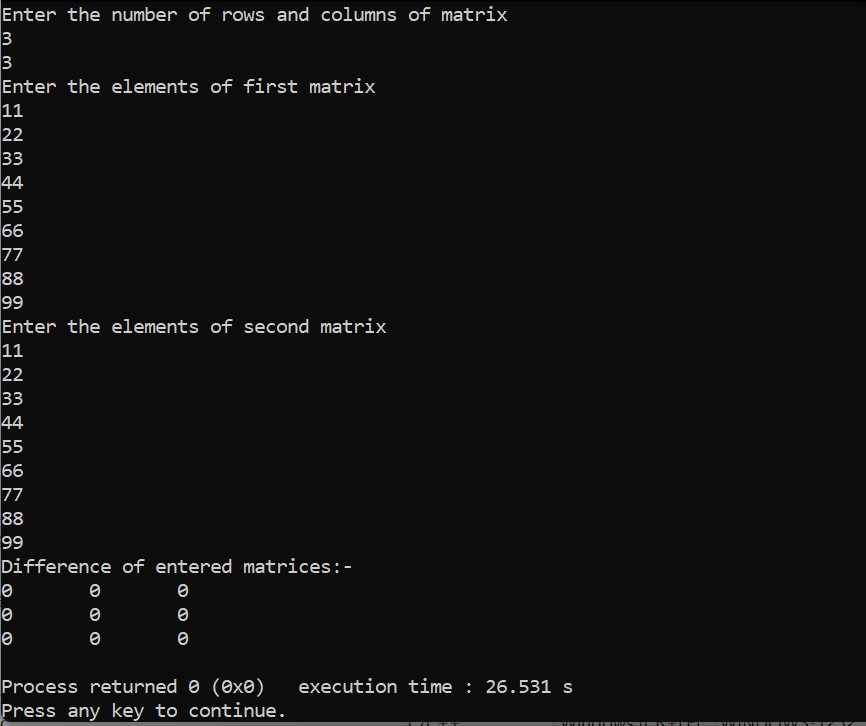 Enter the number of rows and columns of matrix
3
3
Enter the elements of first matrix
11
22
33
44
55
66
77
88
99
Enter the elements of second matrix
11
22
33
44
55
66
77
88
99
Difference of entered matrices:-
0 0 0
0 0 0
0 0 0
Process returned 0 (0x0) execution time : 26.531 s
Press any key to continue.